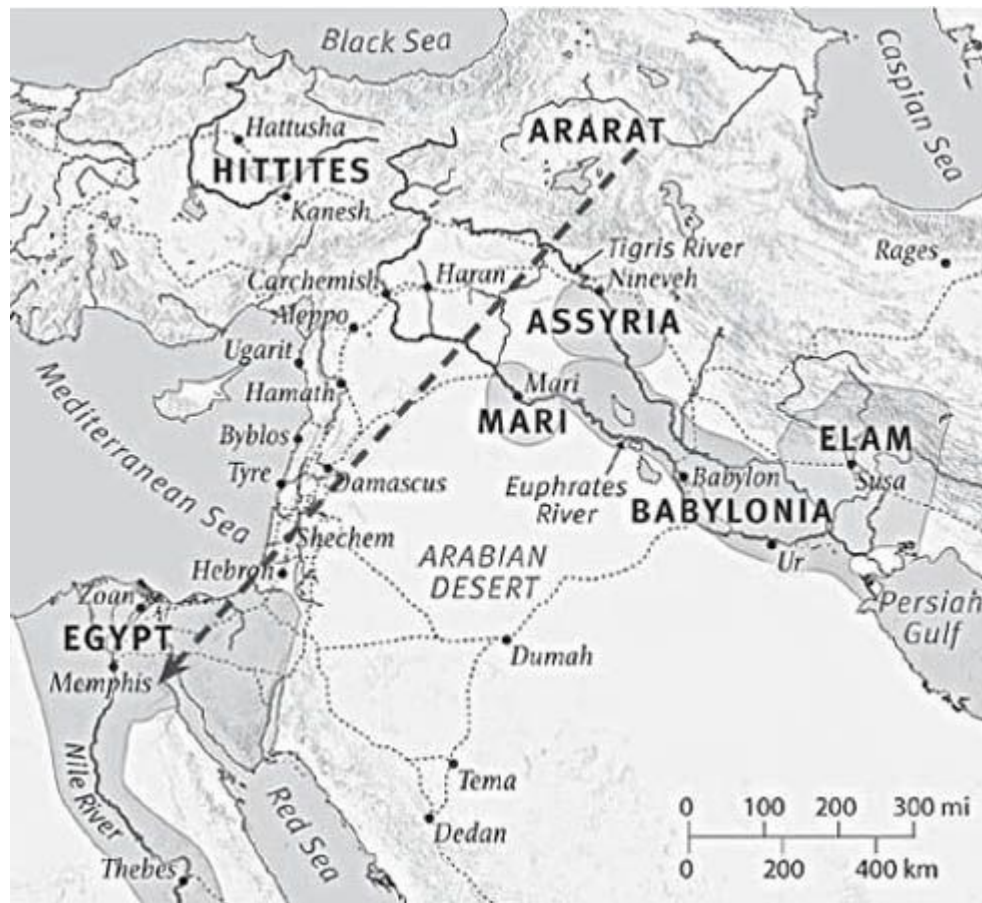 Black Sea
Caspian Sea
Hattusha
ARARAT
HITTITES
Kanesh
Tigris River
Rages
Carchemish
Haran
Nineveh
Aleppo
ASSYRIA
Ugarit
Hamath
Mari
MARI
Mediterranean Sea
Byblos
ELAM
Tyre
Damascus
Babylon
Susa
Euphrates
River
BABYLONIA
Shechem
ARABIAN
DESERT
Ur
Hebron
Zoan
Persian
Gulf
EGYPT
Dumah
Memphis
Nile River
Red Sea
Tema
Dedan
0 100 200 300 mi
0 200 400 km
Thebes